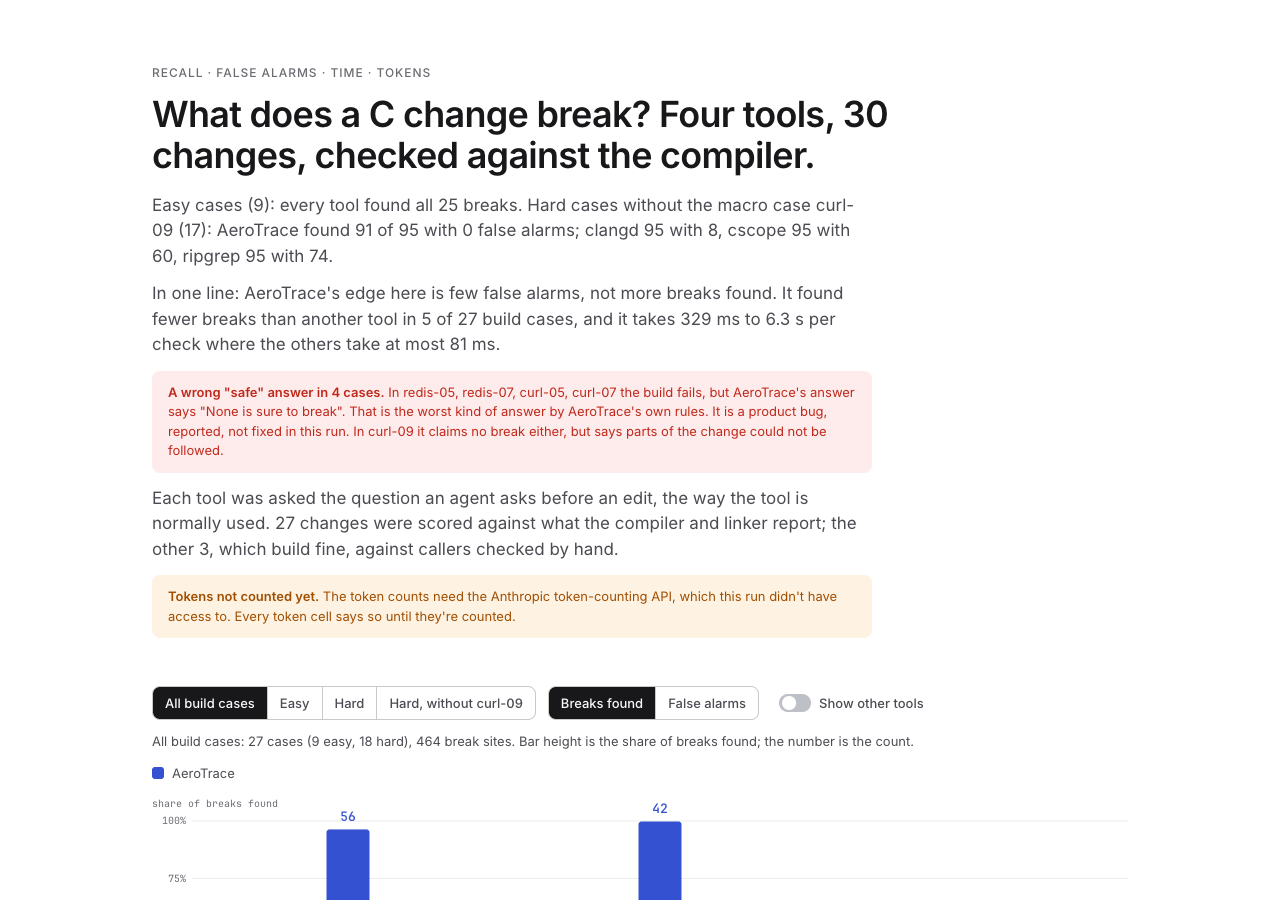 RECALL · FALSE ALARMS · TIME · TOKENS
What does a C change break? Four tools, 30
changes, checked against the compiler.
Easy cases (9): every tool found all 25 breaks. Hard cases without the macro case curl-
09 (17): AeroTrace found 91 of 95 with 0 false alarms; clangd 95 with 8, cscope 95 with
60, ripgrep 95 with 74.
In one line: AeroTrace's edge here is few false alarms, not more breaks found. It found
fewer breaks than another tool in 5 of 27 build cases, and it takes 329 ms to 6.3 s per
check where the others take at most 81 ms.
A wrong "safe" answer in 4 cases. In redis-05, redis-07, curl-05, curl-07 the build fails, but AeroTrace's answer
says "None is sure to break". That is the worst kind of answer by AeroTrace's own rules. It is a product bug,
reported, not fixed in this run. In curl-09 it claims no break either, but says parts of the change could not be
followed.
Each tool was asked the question an agent asks before an edit, the way the tool is
normally used. 27 changes were scored against what the compiler and linker report; the
other 3, which build fine, against callers checked by hand.
Tokens not counted yet. The token counts need the Anthropic token-counting API, which this run didn't have
access to. Every token cell says so until they're counted.
All build cases Easy Hard Hard, without curl-09 Breaks found False alarms Show other tools
All build cases: 27 cases (9 easy, 18 hard), 464 break sites. Bar height is the share of breaks found; the number is the count.
AeroTrace
share of breaks found
56 42
100%
75%